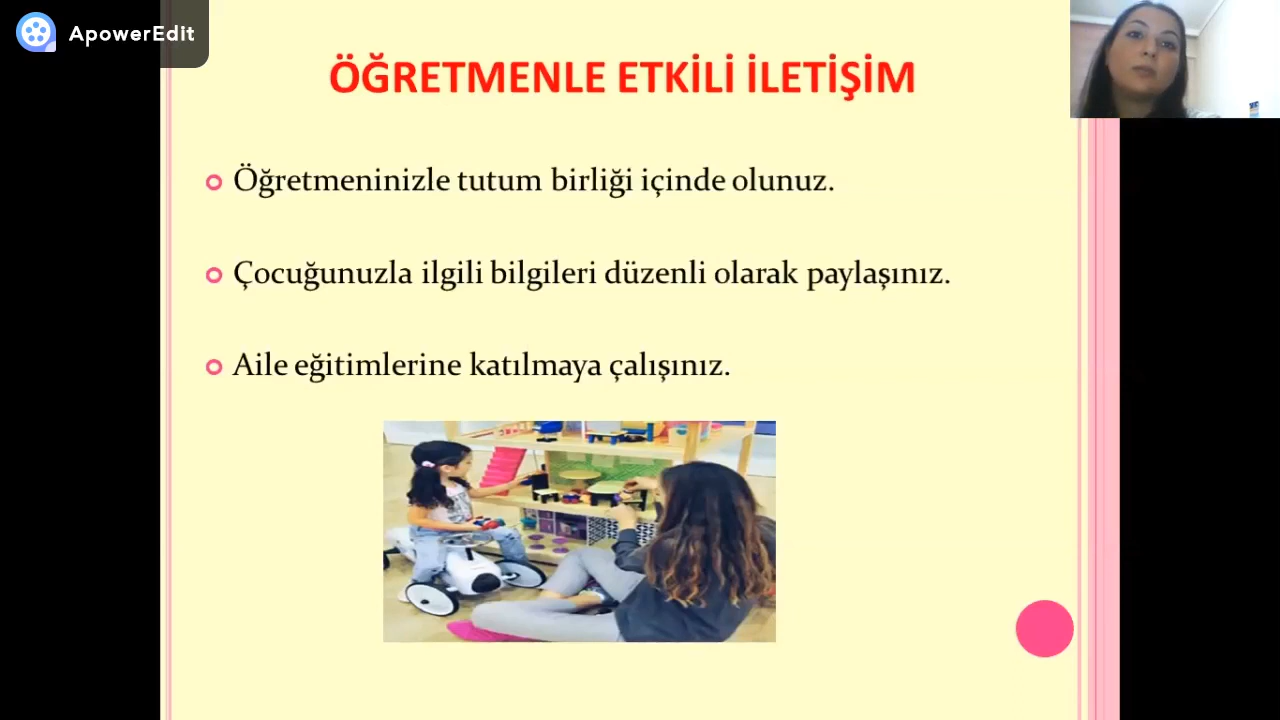 ApowerEdit
ÖĞRETMENLE ETKİLİ İLETİŞİM
Öğretmeninizle tutum birliği içinde olunuz.
Çocuğunuzla ilgili bilgileri düzenli olarak paylaşınız.
Aile eğitimlerine katılmaya çalışınız.